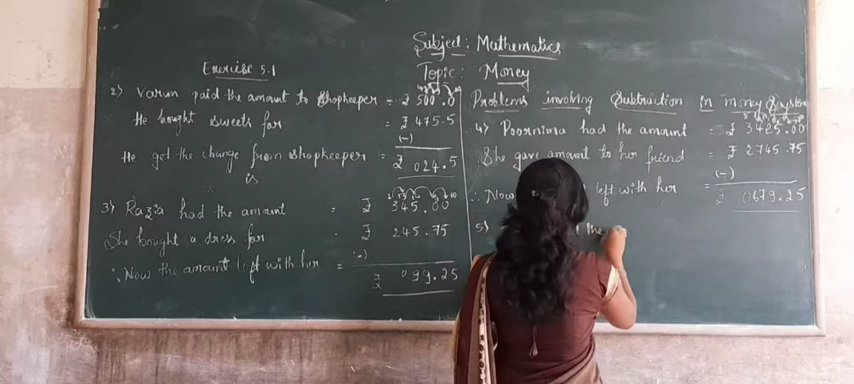 Subject: Mathematics
Topic: Money
Exercise 5.1
2) Varun paid the amount to shopkeeper = ₹ 500.0
He bought sweets for = ₹ 475.5
(-)
He get the change from shopkeeper = ₹ 024.5
is
3) Razia had the amount = ₹ 345.00
She bought a dress for = ₹ 245.75
(-)
∴ Now the amount left with her = ₹ 099.25
Problems involving Subtraction in money System
4) Poornima had the amount = ₹ 3425.00
She gave amount to her friend = ₹ 2745.75
(-)
∴ Now left with her = ₹ 0679.25
5) the